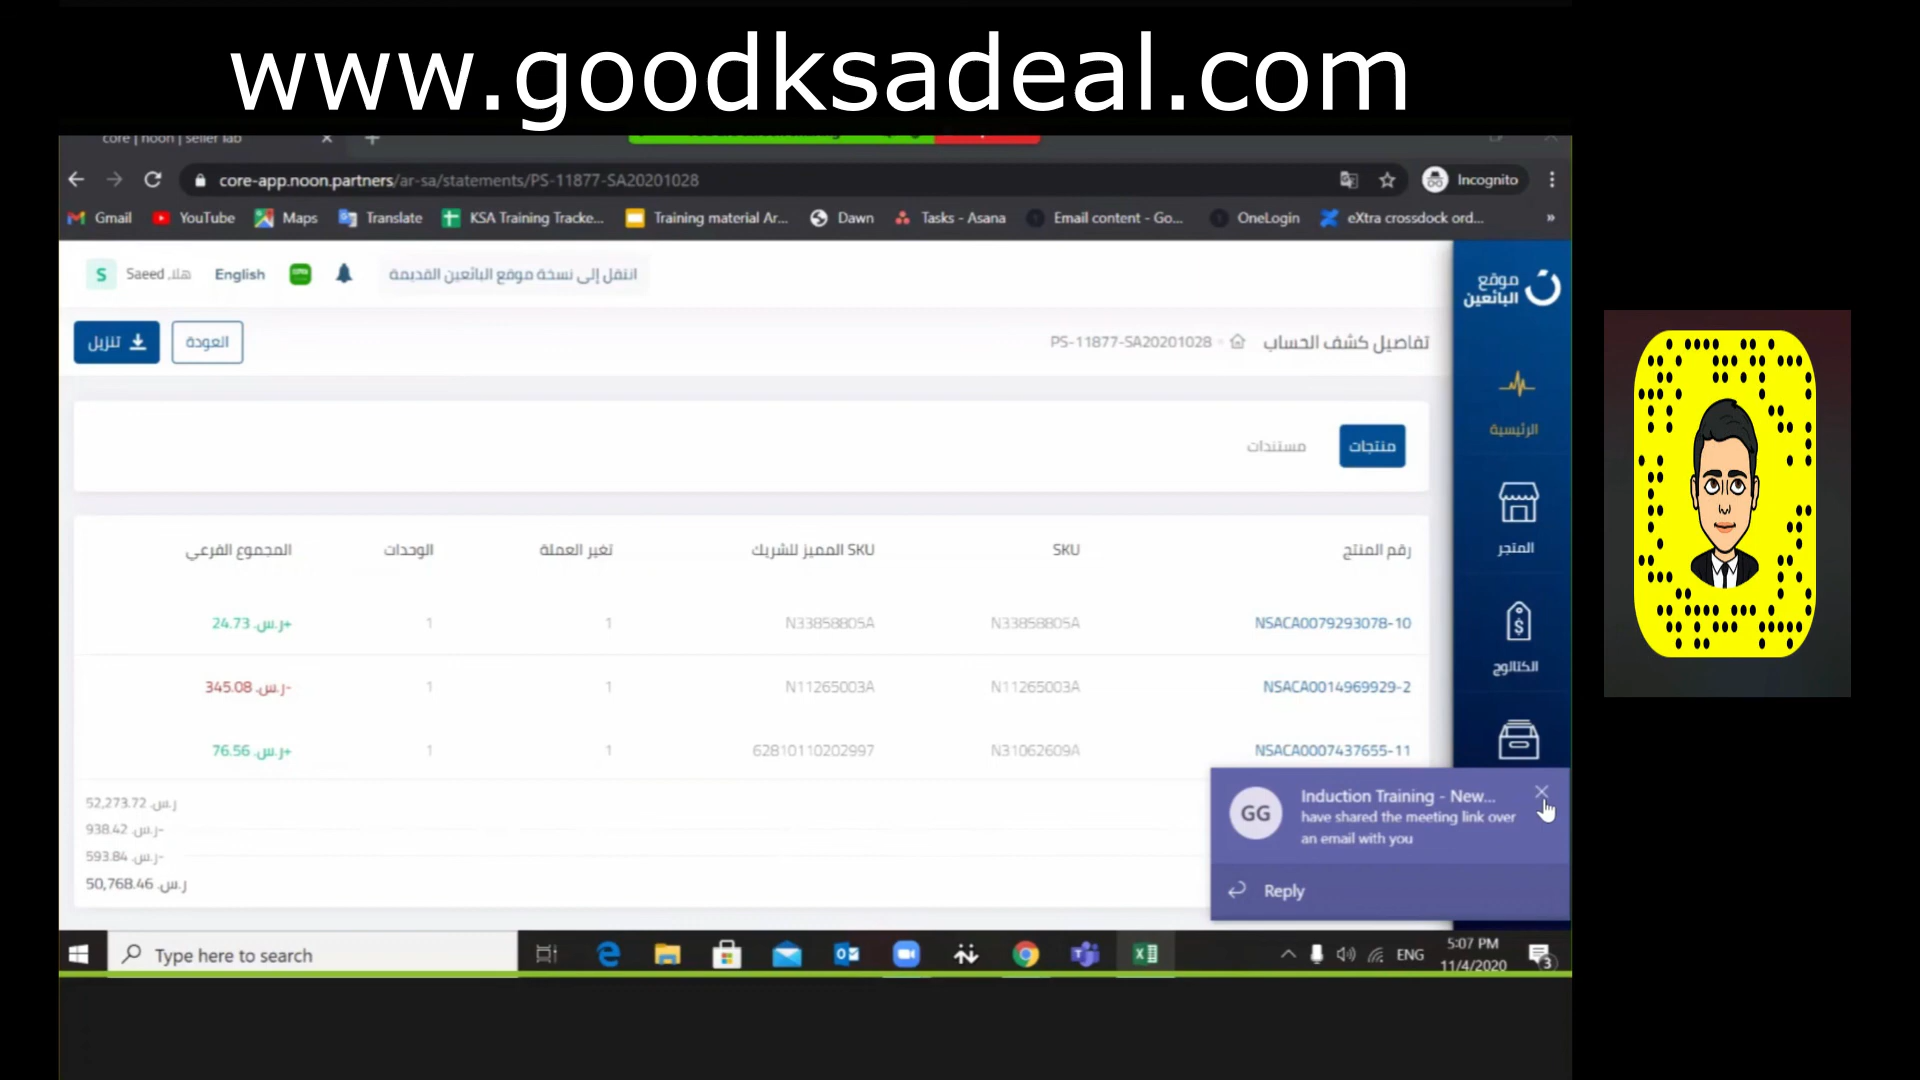 www.goodksadeal.com
core | noon | seller lab
core-app.noon.partners/ar-sa/statements/PS-11877-SA20201028
Incognito
Gmail YouTube Maps Translate KSA Training Tracke... Training material Ar... Dawn Tasks - Asana Email content - Go... OneLogin eXtra crossdock ord... »
S Saeed هلا, English انتقل إلى نسخة موقع البائعين القديمة
موقع البائعين
تفاصيل كشف الحساب PS-11877-SA20201028
العودة تنزيل
الرئيسية
منتجات مستندات
المتجر
رقم المنتج SKU SKU المميز للشريك تغير العملة الوحدات المجموع الفرعي
NSACA0079293078-10 N33858805A N33858805A 1 1 +ر.س. 24.73
الكتالوج
NSACA0014969929-2 N11265003A N11265003A 1 1 -ر.س. 345.08
NSACA0007437655-11 N31062609A 62810110202997 1 1 +ر.س. 76.56
ر.س. 52,273.72
-ر.س. 938.42
-ر.س. 593.84
ر.س. 50,768.46
GG
Induction Training - New...
have shared the meeting link over
an email with you
Reply
Type here to search
ENG
5:07 PM
11/4/2020
3